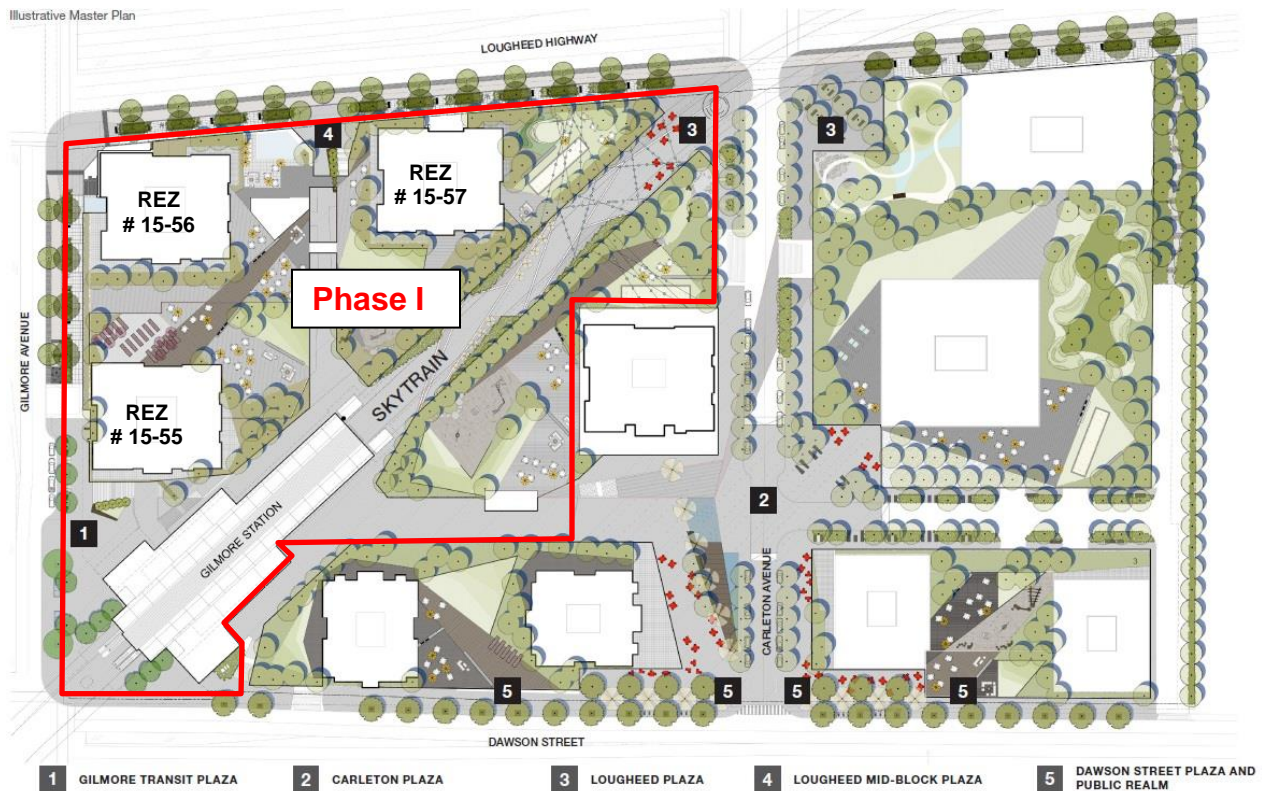 Illustrative Master Plan
LOUGHEED HIGHWAY
4
3
3
REZ
# 15-56
REZ
# 15-57
Phase I
GILMORE AVENUE
SKYTRAIN
REZ
# 15-55
GILMORE STATION
1
2
CARLETON AVENUE
5
5
5
5
DAWSON STREET
1 GILMORE TRANSIT PLAZA
2 CARLETON PLAZA
3 LOUGHEED PLAZA
4 LOUGHEED MID-BLOCK PLAZA
5 DAWSON STREET PLAZA AND
PUBLIC REALM